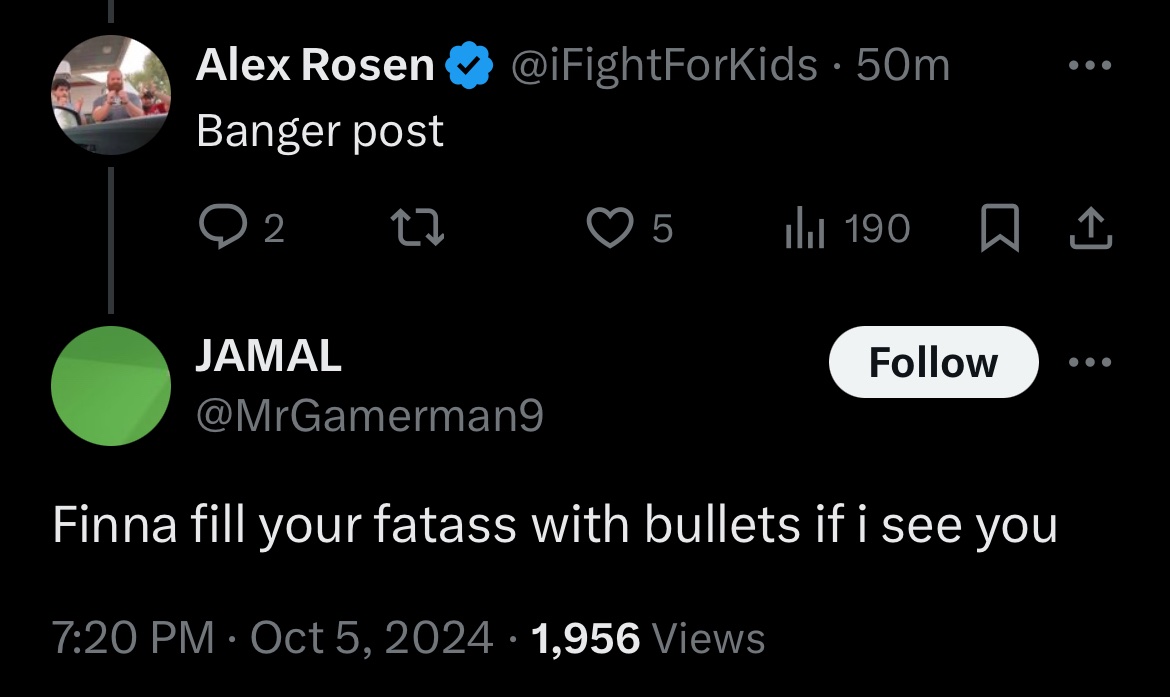 Alex Rosen @iFightForKids · 50m
Banger post
2 5 190
JAMAL
Follow
@MrGamerman9
Finna fill your fatass with bullets if i see you
7:20 PM · Oct 5, 2024 · 1,956 Views